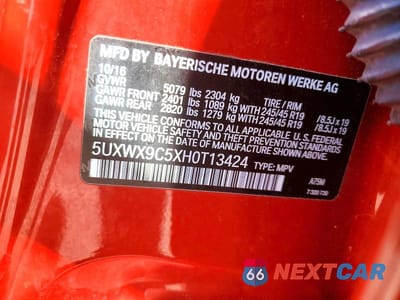 MFD BY BAYERISCHE MOTOREN WERKE AG
10/16
GVWR 5079 lbs 2304 kg TIRE / RIM
GAWR FRONT 2401 lbs 1089 kg WITH 245/45 R19 /8.5J x 19
GAWR REAR 2820 lbs 1279 kg WITH 245/45 R19 /8.5J x 19
THIS VEHICLE CONFORMS TO ALL APPLICABLE U.S. FEDERAL
MOTOR VEHICLE SAFETY, BUMPER, AND THEFT PREVENTION
STANDARDS IN EFFECT ON THE DATE OF MANUFACTURE SHOWN ABOVE.
5UXWX9C5XH0T13424 TYPE: MPV
A75M
66 NEXTCAR